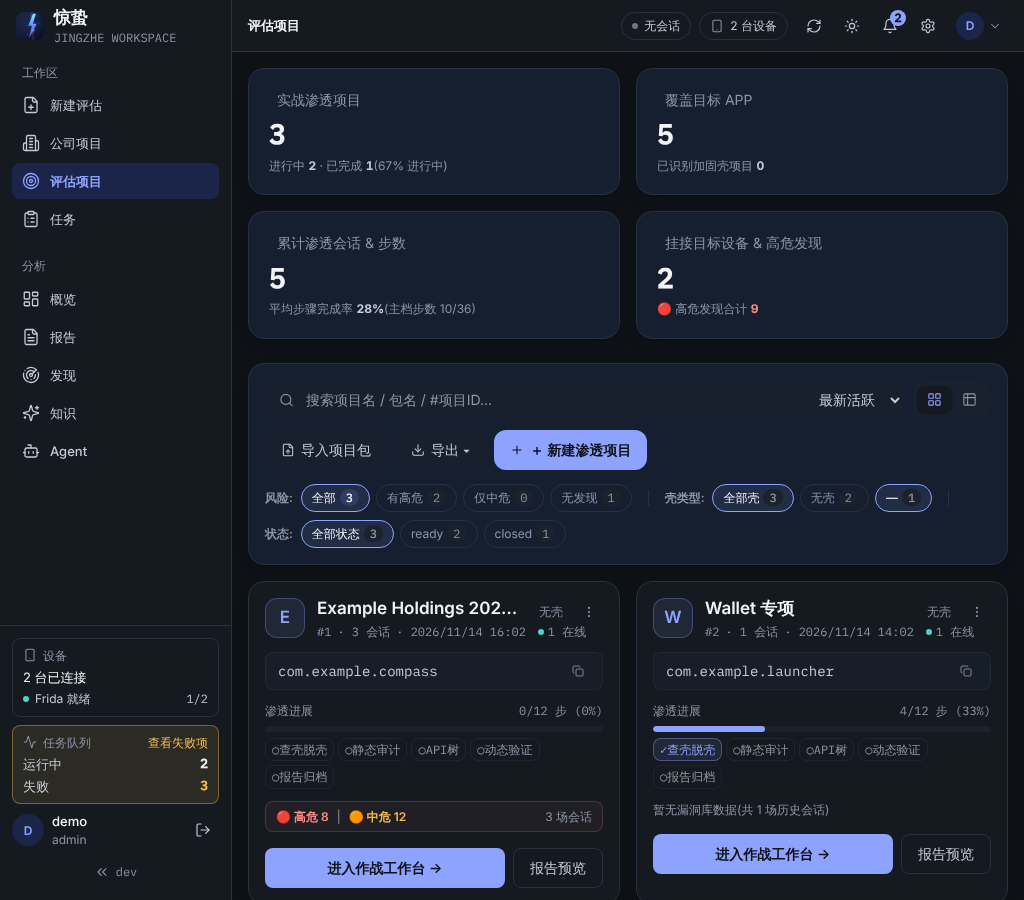 惊蛰
JINGZHE WORKSPACE
工作区
新建评估
公司项目
评估项目
任务
分析
概览
报告
发现
知识
Agent
设备
2 台已连接
Frida 就绪 1/2
任务队列 查看失败项
运行中 2
失败 3
D demo
admin
dev
评估项目
无会话 2 台设备 2 D
实战渗透项目
3
进行中 2 · 已完成 1(67% 进行中)
覆盖目标 APP
5
已识别加固壳项目 0
累计渗透会话 & 步数
5
平均步骤完成率 28%(主档步数 10/36)
挂接目标设备 & 高危发现
2
高危发现合计 9
搜索项目名 / 包名 / #项目ID... 最新活跃
导入项目包 导出 + + 新建渗透项目
风险: 全部 3 有高危 2 仅中危 0 无发现 1 壳类型: 全部壳 3 无壳 2 — 1
状态: 全部状态 3 ready 2 closed 1
E Example Holdings 202... 无壳
#1 · 3 会话 · 2026/11/14 16:02 1 在线
com.example.compass
渗透进展 0/12 步 (0%)
○查壳脱壳 ○静态审计 ○API树 ○动态验证
○报告归档
高危 8 | 中危 12 3 场会话
进入作战工作台 → 报告预览
W Wallet 专项 无壳
#2 · 1 会话 · 2026/11/14 14:02 1 在线
com.example.launcher
渗透进展 4/12 步 (33%)
✓查壳脱壳 ○静态审计 ○API树 ○动态验证
○报告归档
暂无漏洞库数据(共 1 场历史会话)
进入作战工作台 → 报告预览